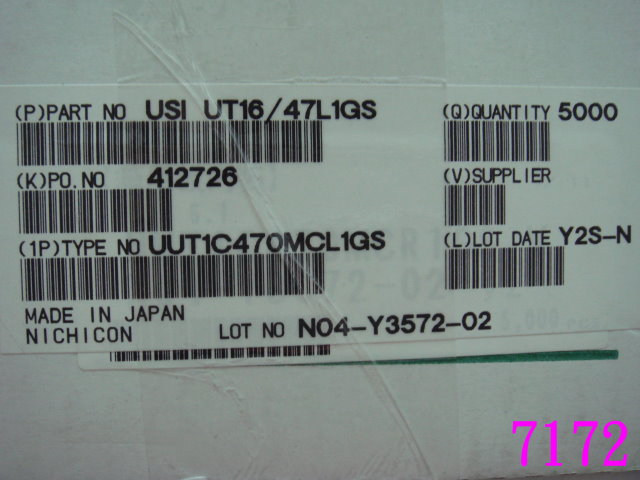 (P)PART NO USI UT16/47L1GS
(Q)QUANTITY 5000
(K)PO.NO 412726
(V)SUPPLIER
(1P)TYPE NO UUT1C470MCL1GS
(L)LOT DATE Y2S-N
MADE IN JAPAN
NICHICON
LOT NO N04-Y3572-02
7172